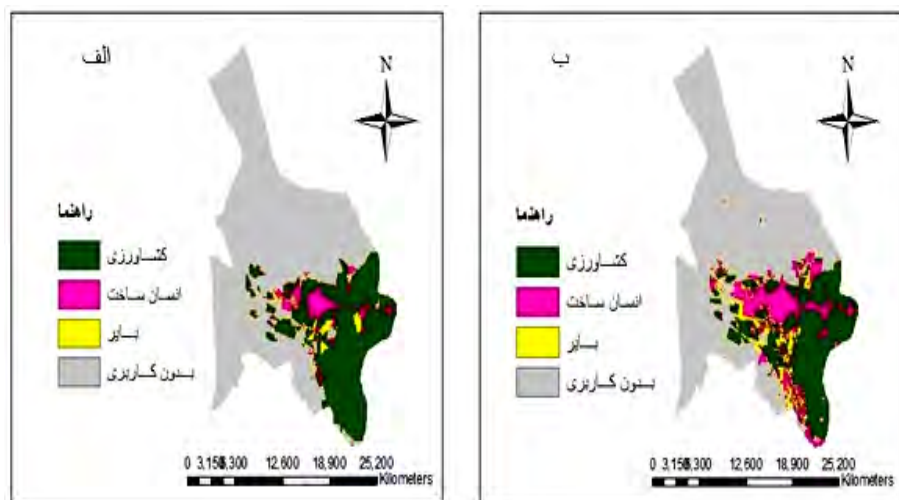 الف
N
راهنما
کشاورزی
انسان ساخت
بایر
بدون کاربری
0 3,150 6,300 12,600 18,900 25,200
Kilometers
ب
N
راهنما
کشاورزی
انسان ساخت
بایر
بدون کاربری
0 3,150 6,300 12,600 18,900 25,200
Kilometers